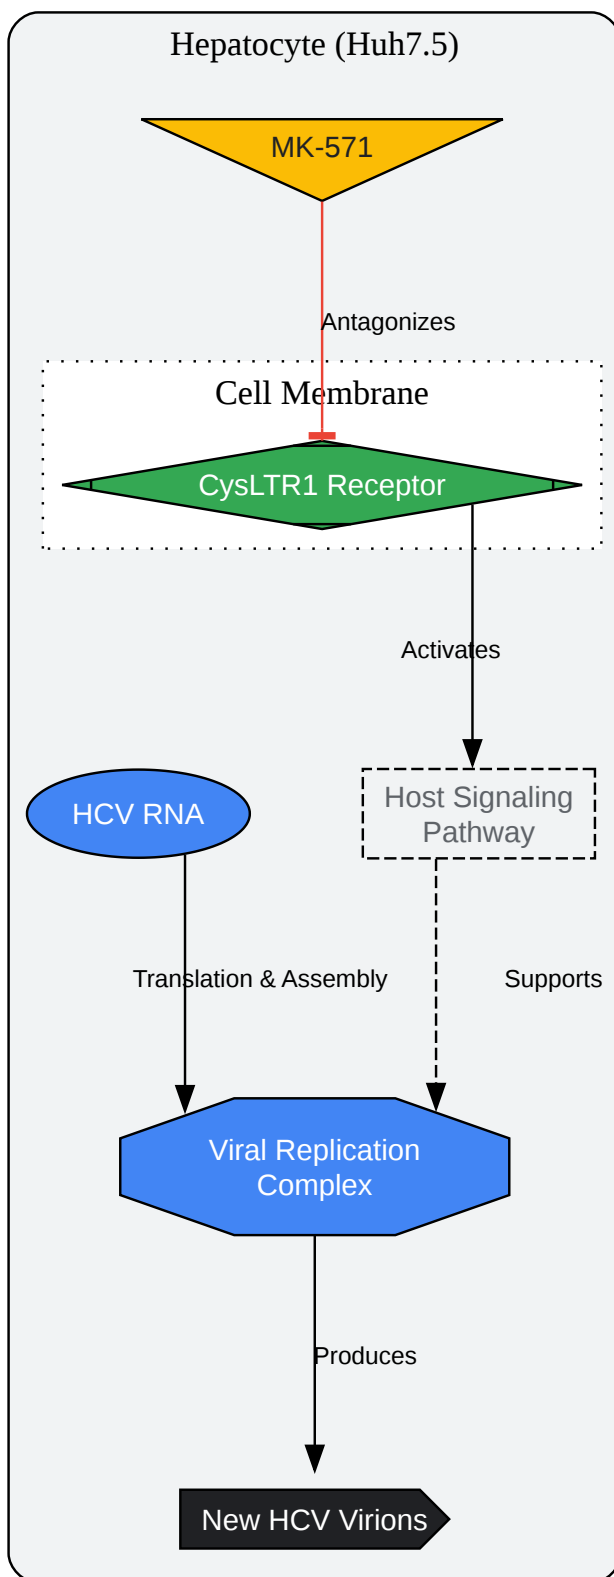 Hepatocyte (Huh7.5)
MK-571
Antagonizes
Cell Membrane
CysLTR1 Receptor
Activates
HCV RNA
Host Signaling
Pathway
Translation & Assembly
Supports
Viral Replication
Complex
Produces
New HCV Virions